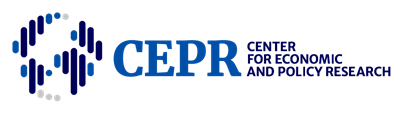 CEPR
CENTER
FOR ECONOMIC
AND POLICY RESEARCH